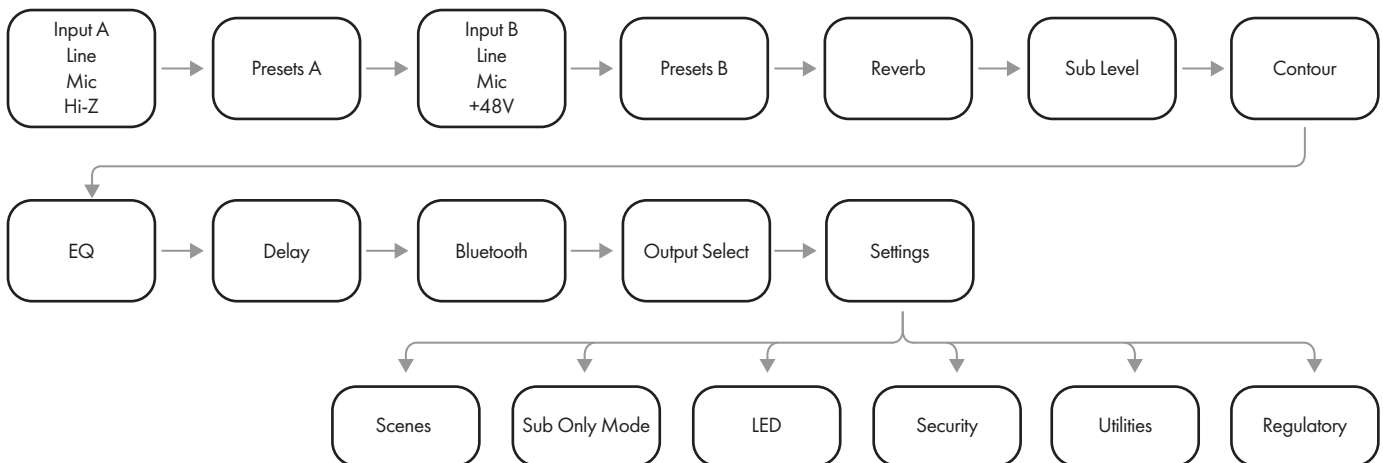 Input A
Line
Mic
Hi-Z
Presets A
Input B
Line
Mic
+48V
Presets B
Reverb
Sub Level
Contour
EQ
Delay
Bluetooth
Output Select
Settings
Scenes
Sub Only Mode
LED
Security
Utilities
Regulatory